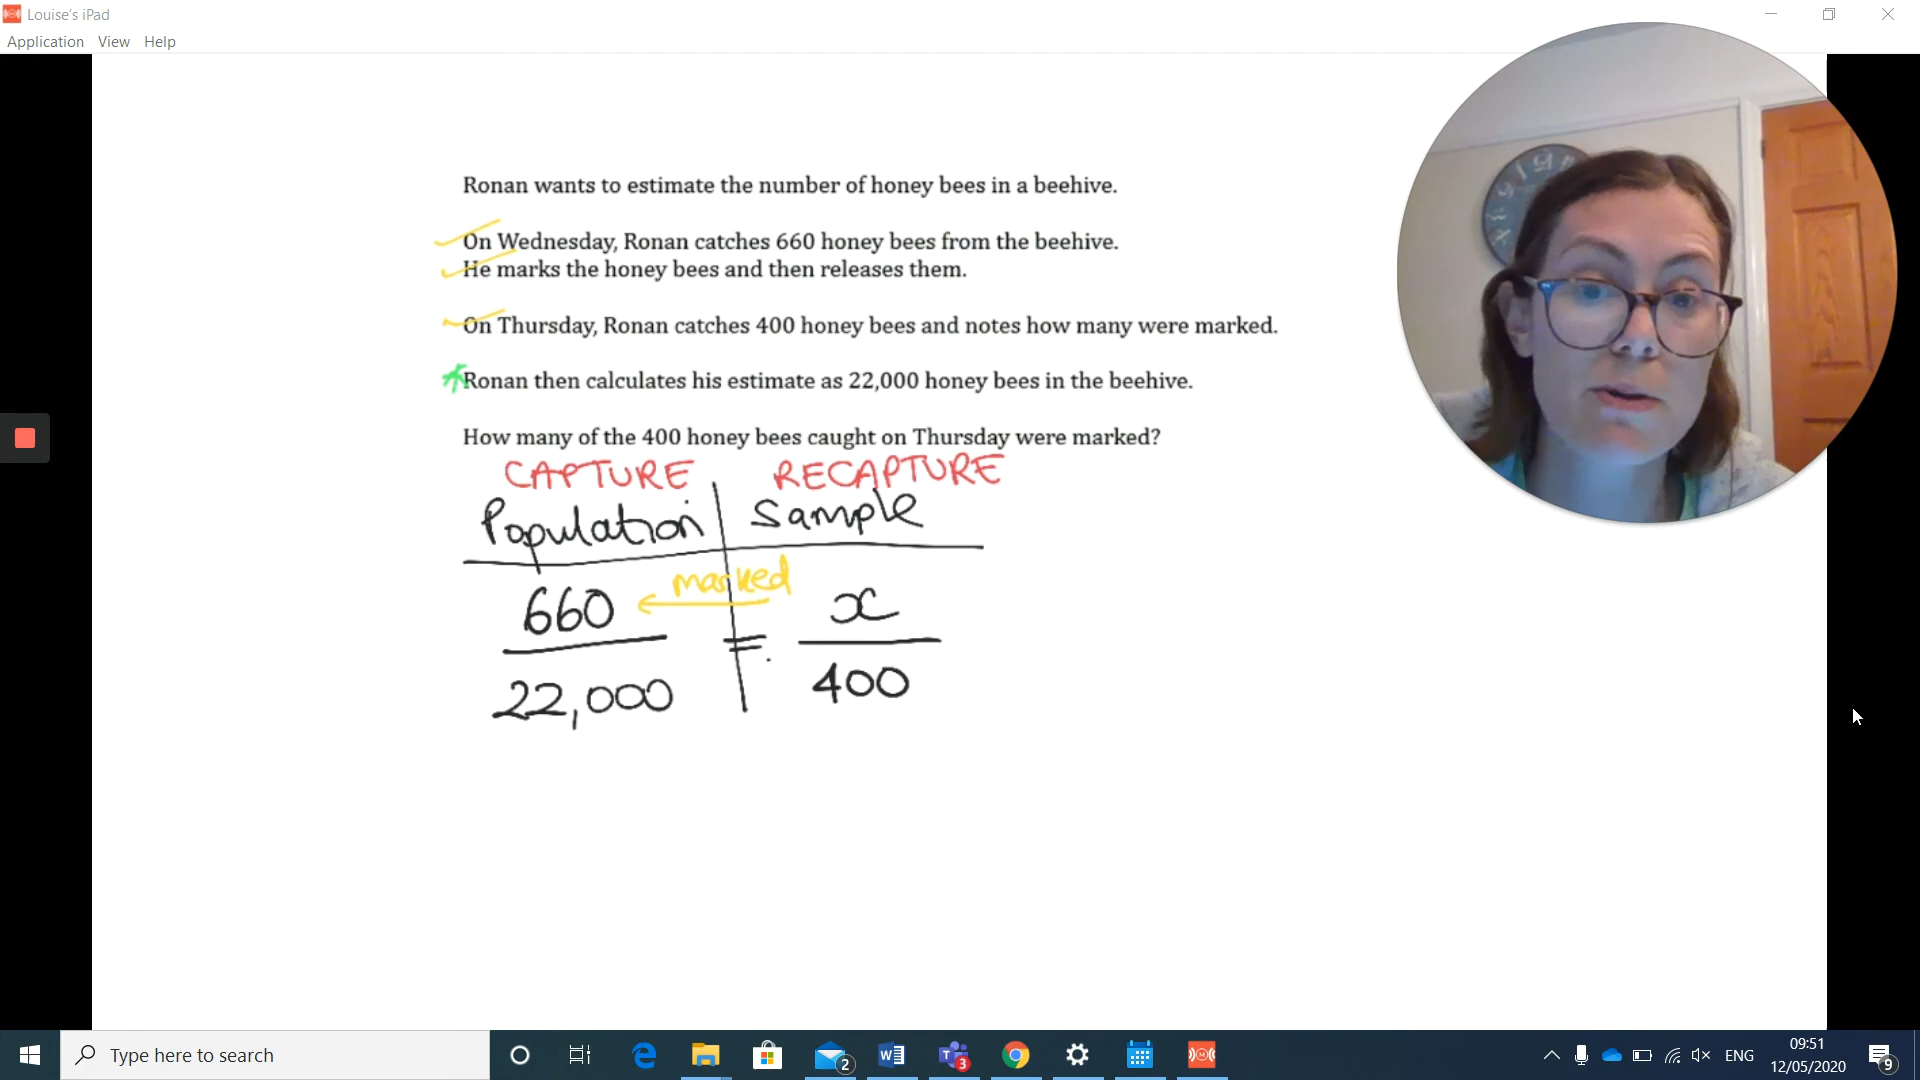 Louise's iPad
Application View Help
Ronan wants to estimate the number of honey bees in a beehive.
On Wednesday, Ronan catches 660 honey bees from the beehive.
He marks the honey bees and then releases them.
On Thursday, Ronan catches 400 honey bees and notes how many were marked.
Ronan then calculates his estimate as 22,000 honey bees in the beehive.
How many of the 400 honey bees caught on Thursday were marked?
CAPTURE RECAPTURE
Population Sample
marked
660 x
=
22,000 400
Type here to search
2
3
ENG
09:51
12/05/2020
9